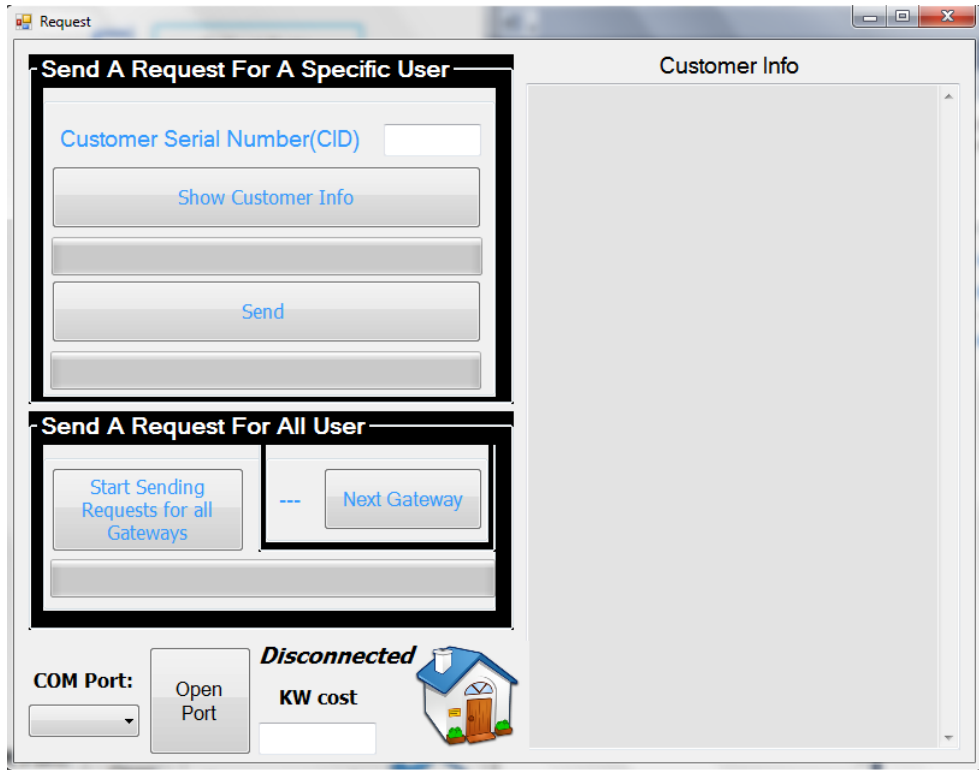 Request
Send A Request For A Specific User
Customer Serial Number(CID)
Show Customer Info
Send
Send A Request For All User
Start Sending
Requests for all
Gateways
---
Next Gateway
COM Port:
Open
Port
Disconnected
KW cost
Customer Info